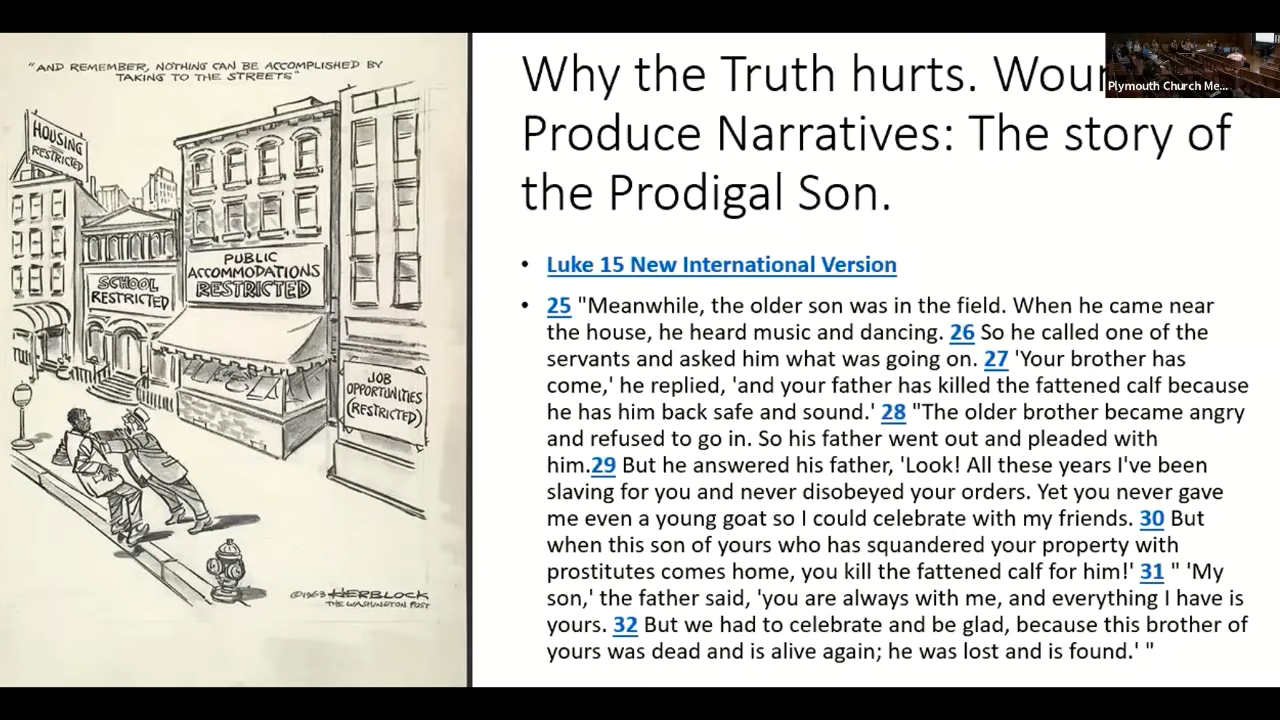 "AND REMEMBER, NOTHING CAN BE ACCOMPLISHED BY
TAKING TO THE STREETS"
HOUSING
RESTRICTED
SCHOOL
RESTRICTED
PUBLIC
ACCOMMODATIONS
RESTRICTED
JOB
OPPORTUNITIES
(RESTRICTED)
©1963 HERBLOCK
THE WASHINGTON POST
Why the Truth hurts.
Produce Narratives: The story of
the Prodigal Son.
Plymouth Church Me...
• Luke 15 New International Version
• 25 "Meanwhile, the older son was in the field. When he came near
the house, he heard music and dancing. 26 So he called one of the
servants and asked him what was going on. 27 'Your brother has
come,' he replied, 'and your father has killed the fattened calf because
he has him back safe and sound.' 28 "The older brother became angry
and refused to go in. So his father went out and pleaded with
him.29 But he answered his father, 'Look! All these years I've been
slaving for you and never disobeyed your orders. Yet you never gave
me even a young goat so I could celebrate with my friends. 30 But
when this son of yours who has squandered your property with
prostitutes comes home, you kill the fattened calf for him!' 31 " 'My
son,' the father said, 'you are always with me, and everything I have is
yours. 32 But we had to celebrate and be glad, because this brother of
yours was dead and is alive again; he was lost and is found.' "